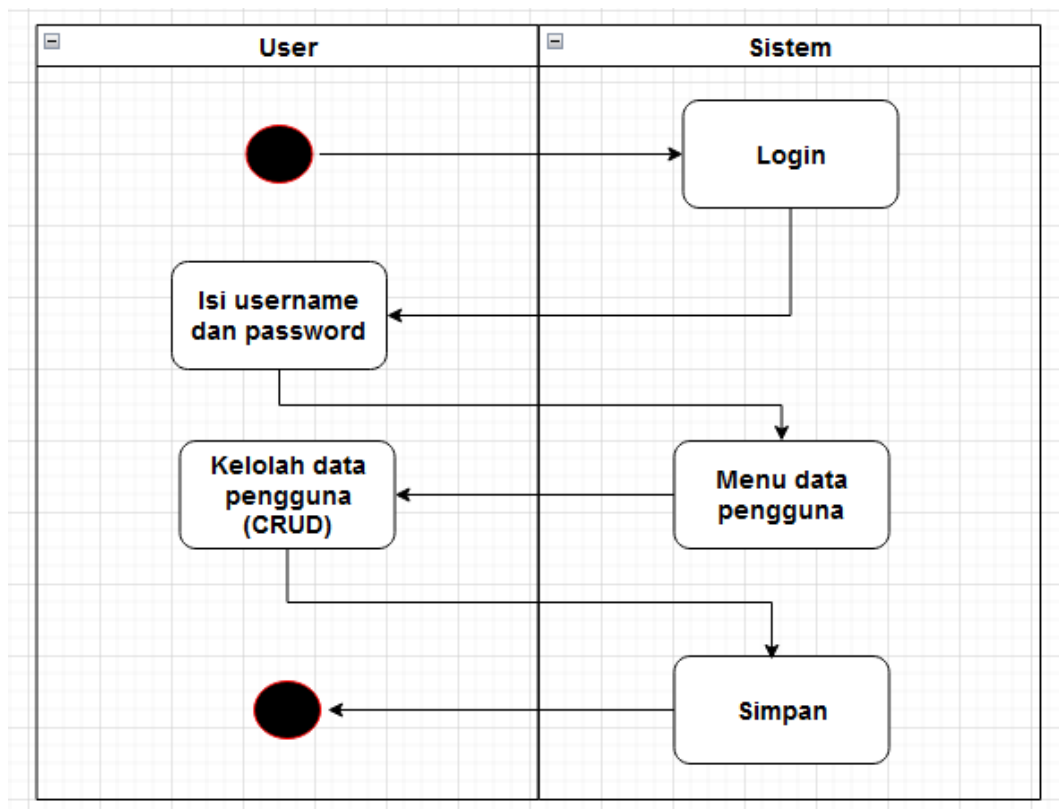 User
Sistem
Login
Isi username
dan password
Kelolah data
pengguna
(CRUD)
Menu data
pengguna
Simpan